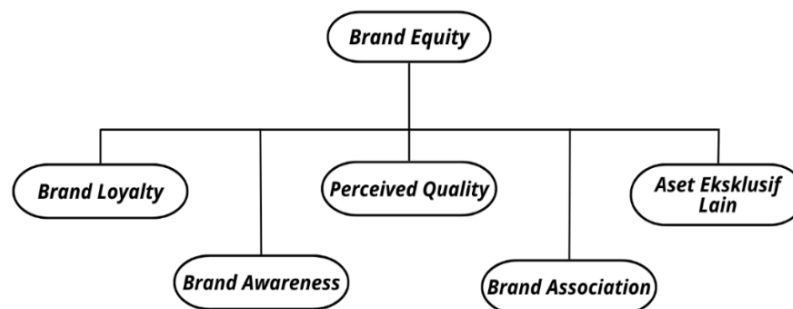 Brand Equity
Brand Loyalty
Perceived Quality
Aset Eksklusif
Lain
Brand Awareness
Brand Association